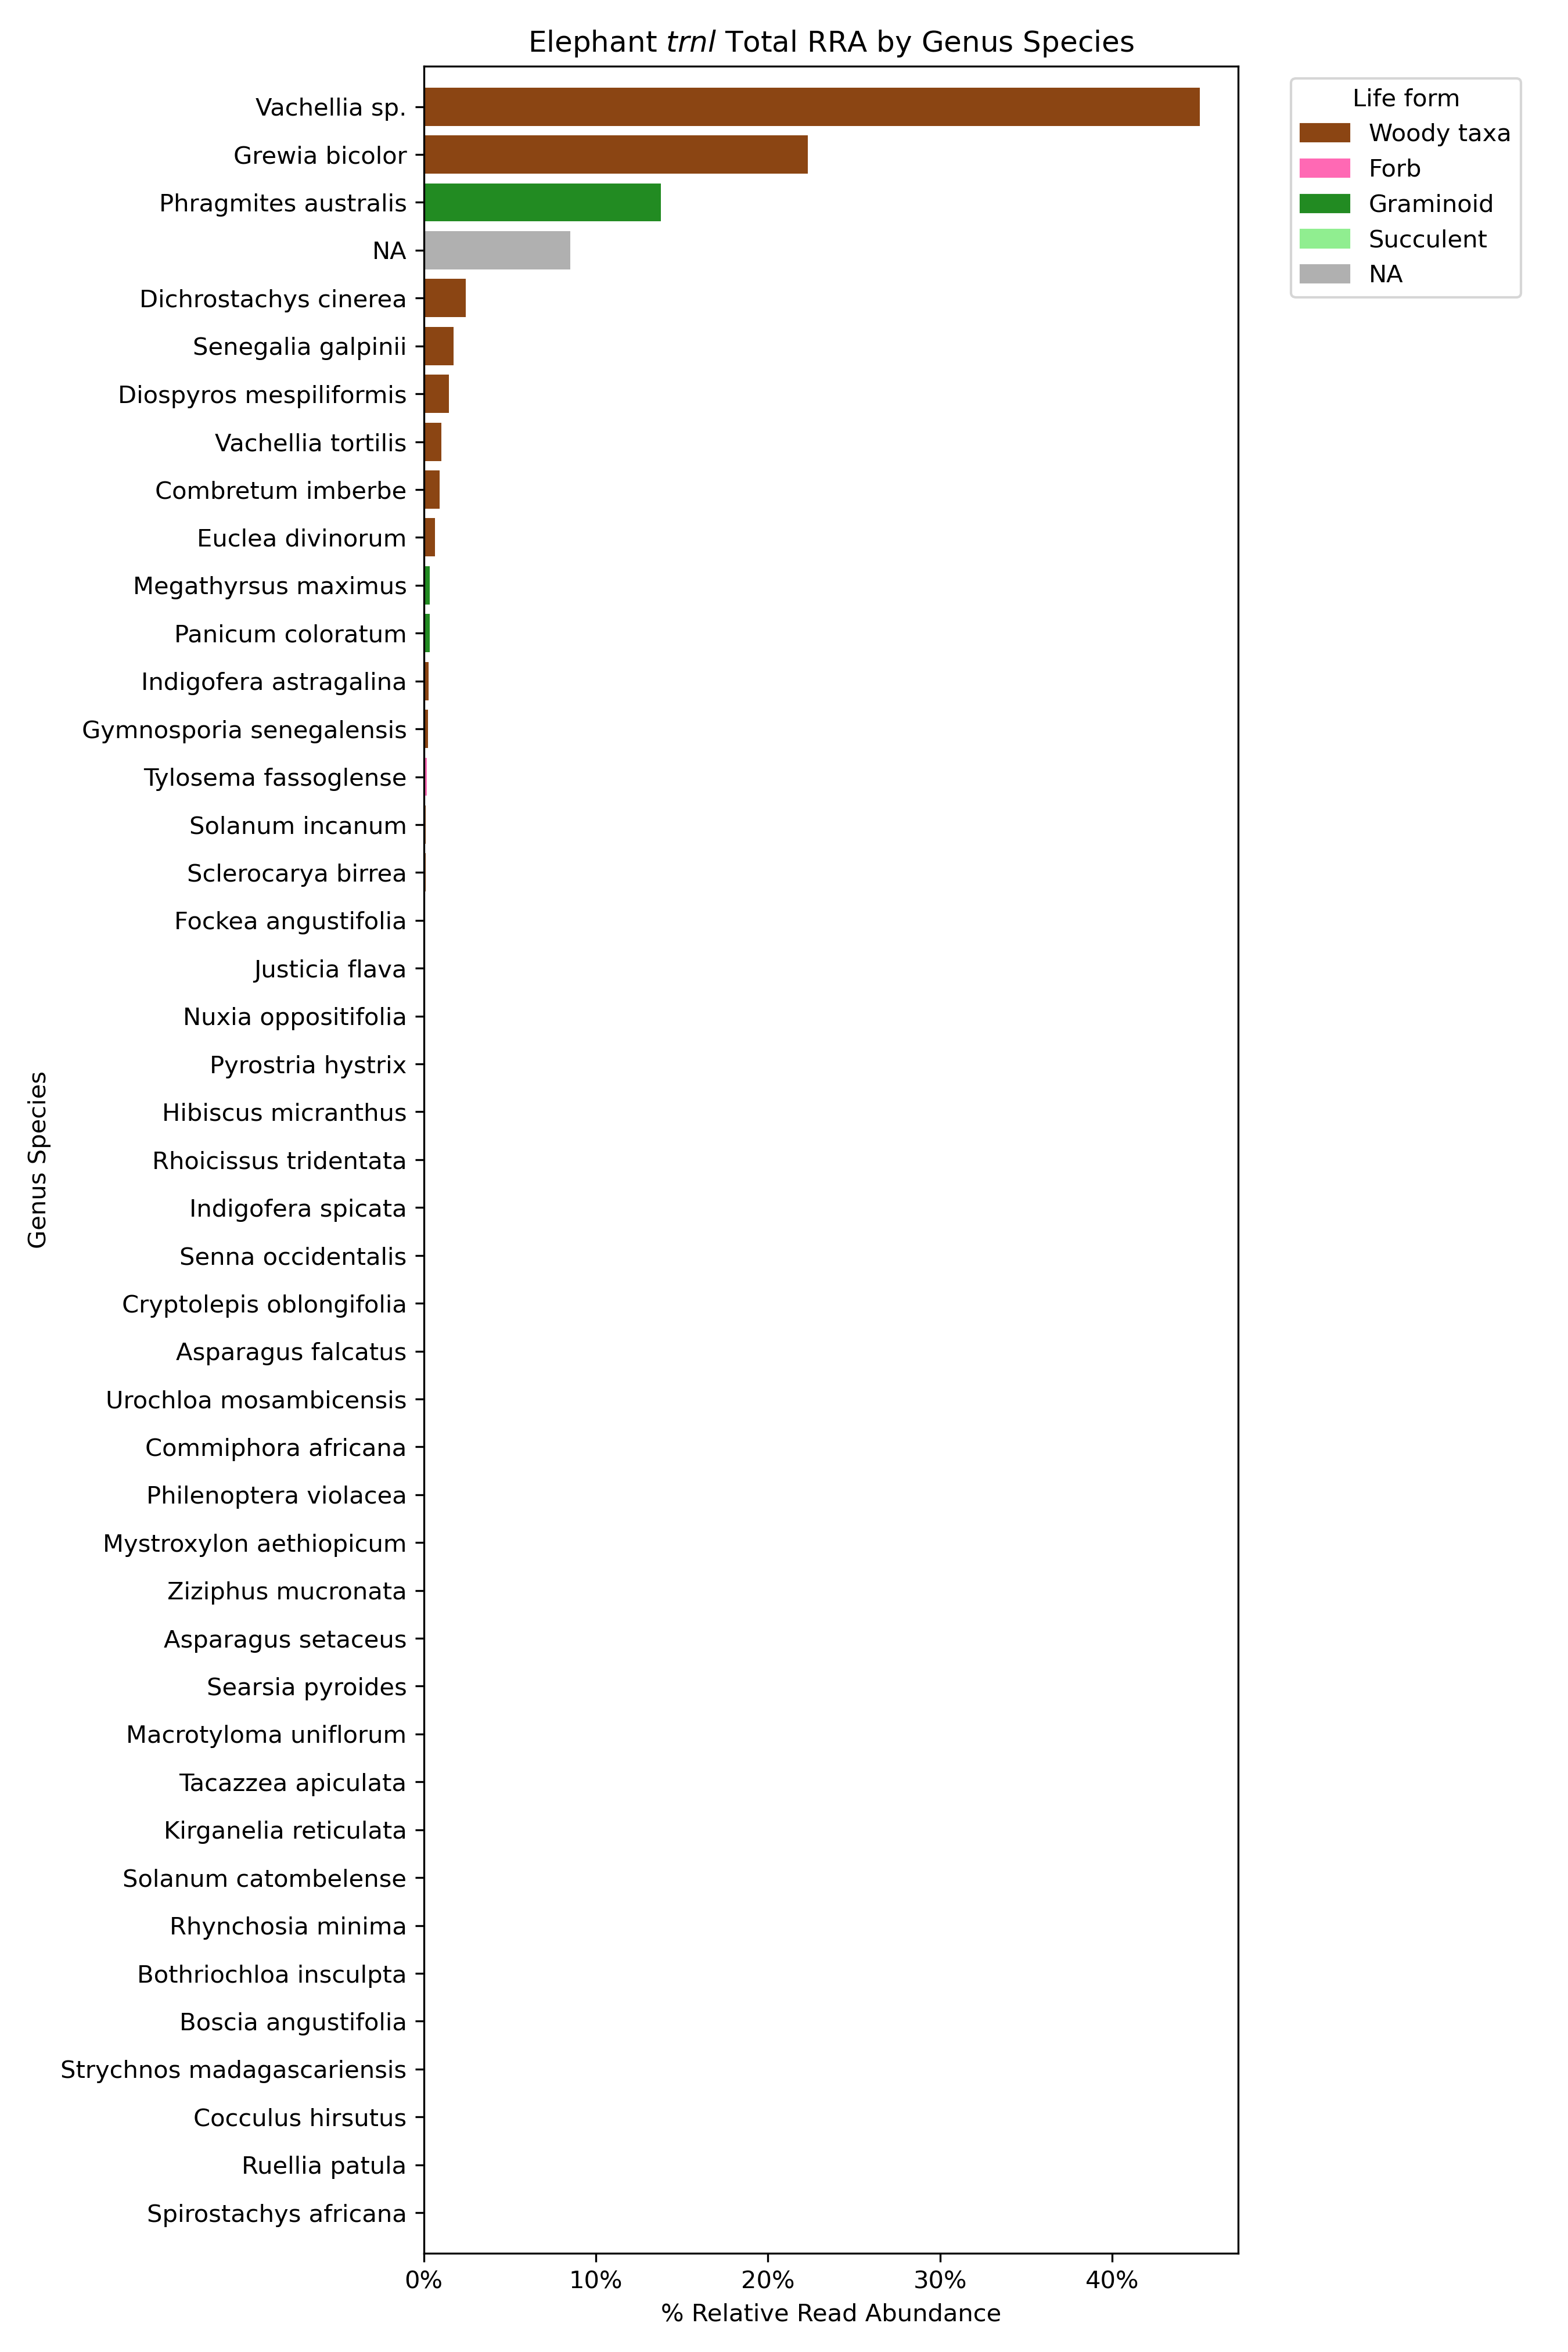 Elephant trnl Total RRA by Genus Species
Vachellia sp.
Grewia bicolor
Phragmites australis
NA
Dichrostachys cinerea
Senegalia galpinii
Diospyros mespiliformis
Vachellia tortilis
Combretum imberbe
Euclea divinorum
Megathyrsus maximus
Panicum coloratum
Indigofera astragalina
Gymnosporia senegalensis
Tylosema fassoglense
Solanum incanum
Sclerocarya birrea
Fockea angustifolia
Justicia flava
Nuxia oppositifolia
Pyrostria hystrix
Hibiscus micranthus
Rhoicissus tridentata
Indigofera spicata
Senna occidentalis
Cryptolepis oblongifolia
Asparagus falcatus
Urochloa mosambicensis
Commiphora africana
Philenoptera violacea
Mystroxylon aethiopicum
Ziziphus mucronata
Asparagus setaceus
Searsia pyroides
Macrotyloma uniflorum
Tacazzea apiculata
Kirganelia reticulata
Solanum catombelense
Rhynchosia minima
Bothriochloa insculpta
Boscia angustifolia
Strychnos madagascariensis
Cocculus hirsutus
Ruellia patula
Spirostachys africana
Genus Species
0% 10% 20% 30% 40%
% Relative Read Abundance
Life form
Woody taxa
Forb
Graminoid
Succulent
NA